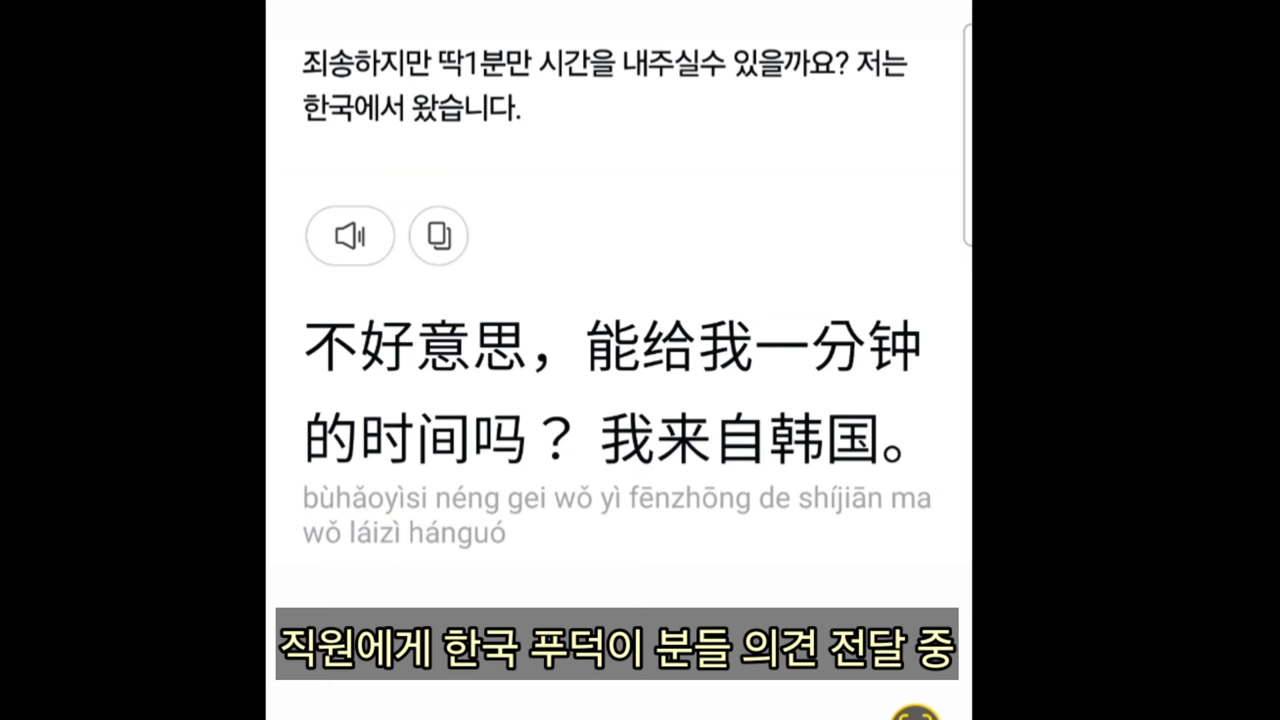 죄송하지만 딱1분만 시간을 내주실수 있을까요? 저는
한국에서 왔습니다.
不好意思，能给我一分钟
的时间吗？ 我来自韩国。
bùhǎoyìsi néng gei wǒ yì fēnzhōng de shíjiān ma
wǒ láizì hánguó
직원에게 한국 푸덕이 분들 의견 전달 중